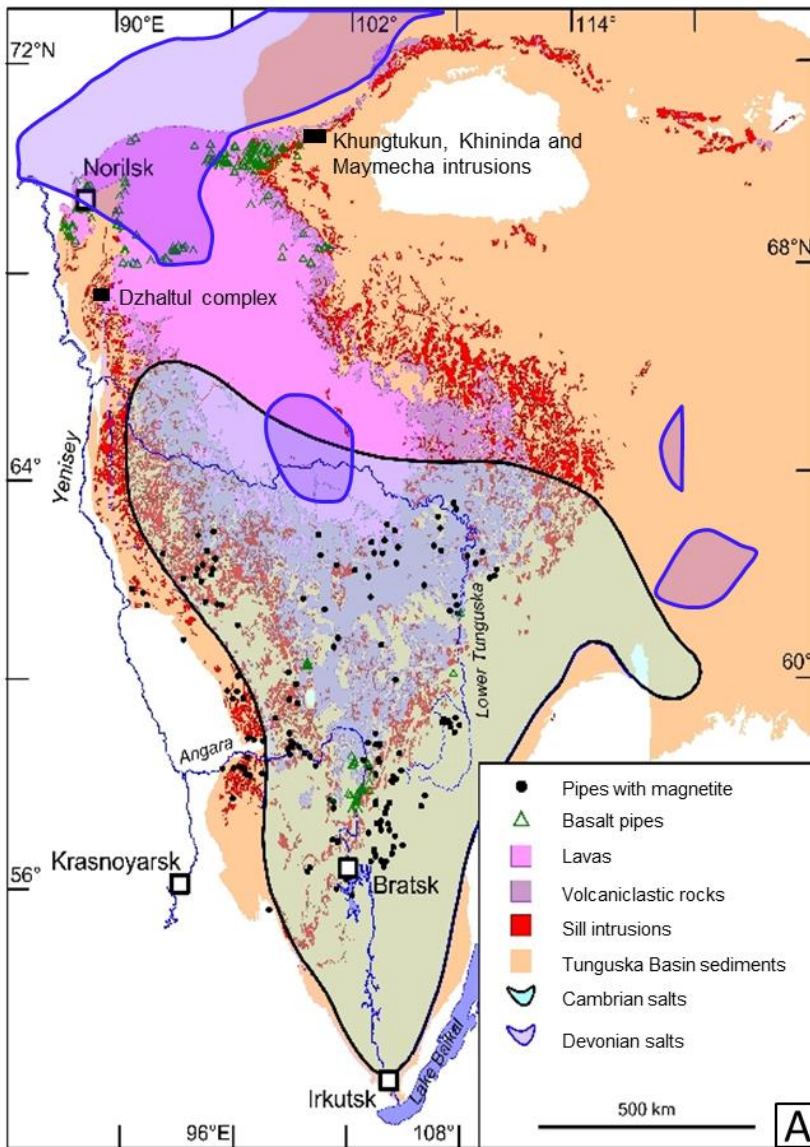 90°E
102°
114°
72°N
Khungtukun, Khininda and
Maymecha intrusions
Norilsk
68°N
Dzhaltul complex
Yenisey
64°
Lower Tunguska
60°
Angara
Pipes with magnetite
Basalt pipes
Krasnoyarsk
Lavas
56°
Bratsk
Volcaniclastic rocks
Sill intrusions
Tunguska Basin sediments
Cambrian salts
Devonian salts
Lake Baikal
Irkutsk
500 km
A
96°E
108°